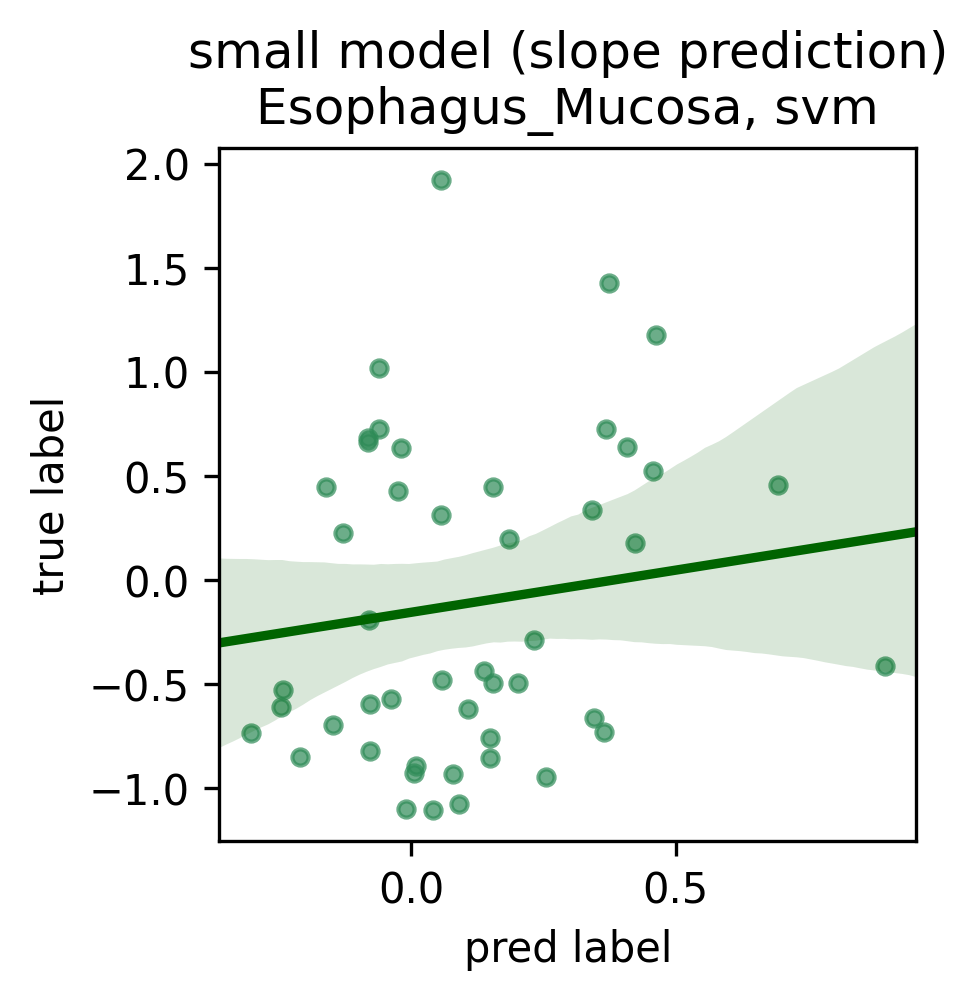 small model (slope prediction)
Esophagus_Mucosa, svm
2.0
1.5
1.0
0.5
0.0
−0.5
−1.0
true label
0.0 0.5
pred label